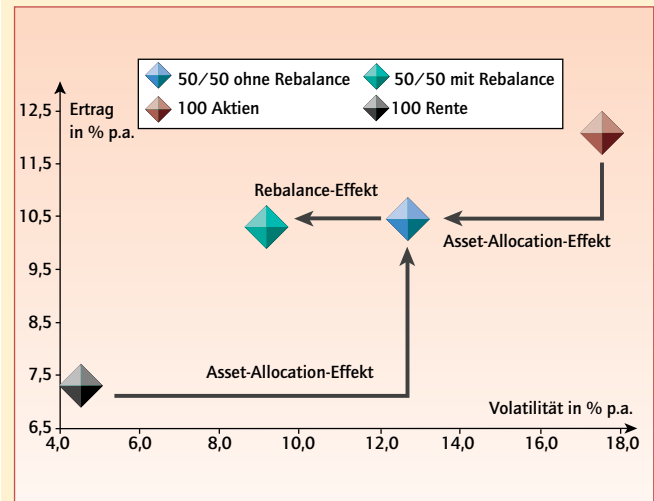 50/50 ohne Rebalance
50/50 mit Rebalance
100 Aktien
100 Rente
Ertrag
in % p.a.
12,5
11,5
10,5
9,5
8,5
7,5
6,5
Rebalance-Effekt
Asset-Allocation-Effekt
Asset-Allocation-Effekt
Volatilität in % p.a.
4,0 6,0 8,0 10,0 12,0 14,0 16,0 18,0